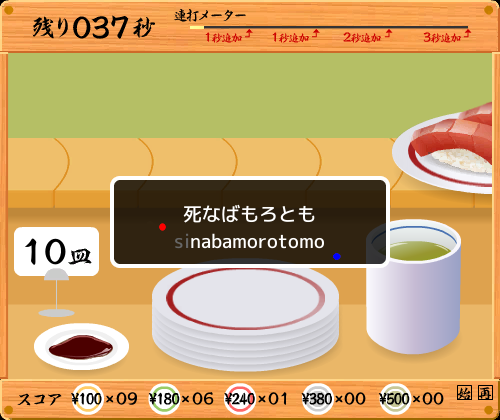 残り037秒
連打メーター
1秒追加 1秒追加 2秒追加 3秒追加
死なばもろとも
sinabamorotomo
10皿
スコア ¥100×09 ¥180×06 ¥240×01 ¥380×00 ¥500×00 始 再